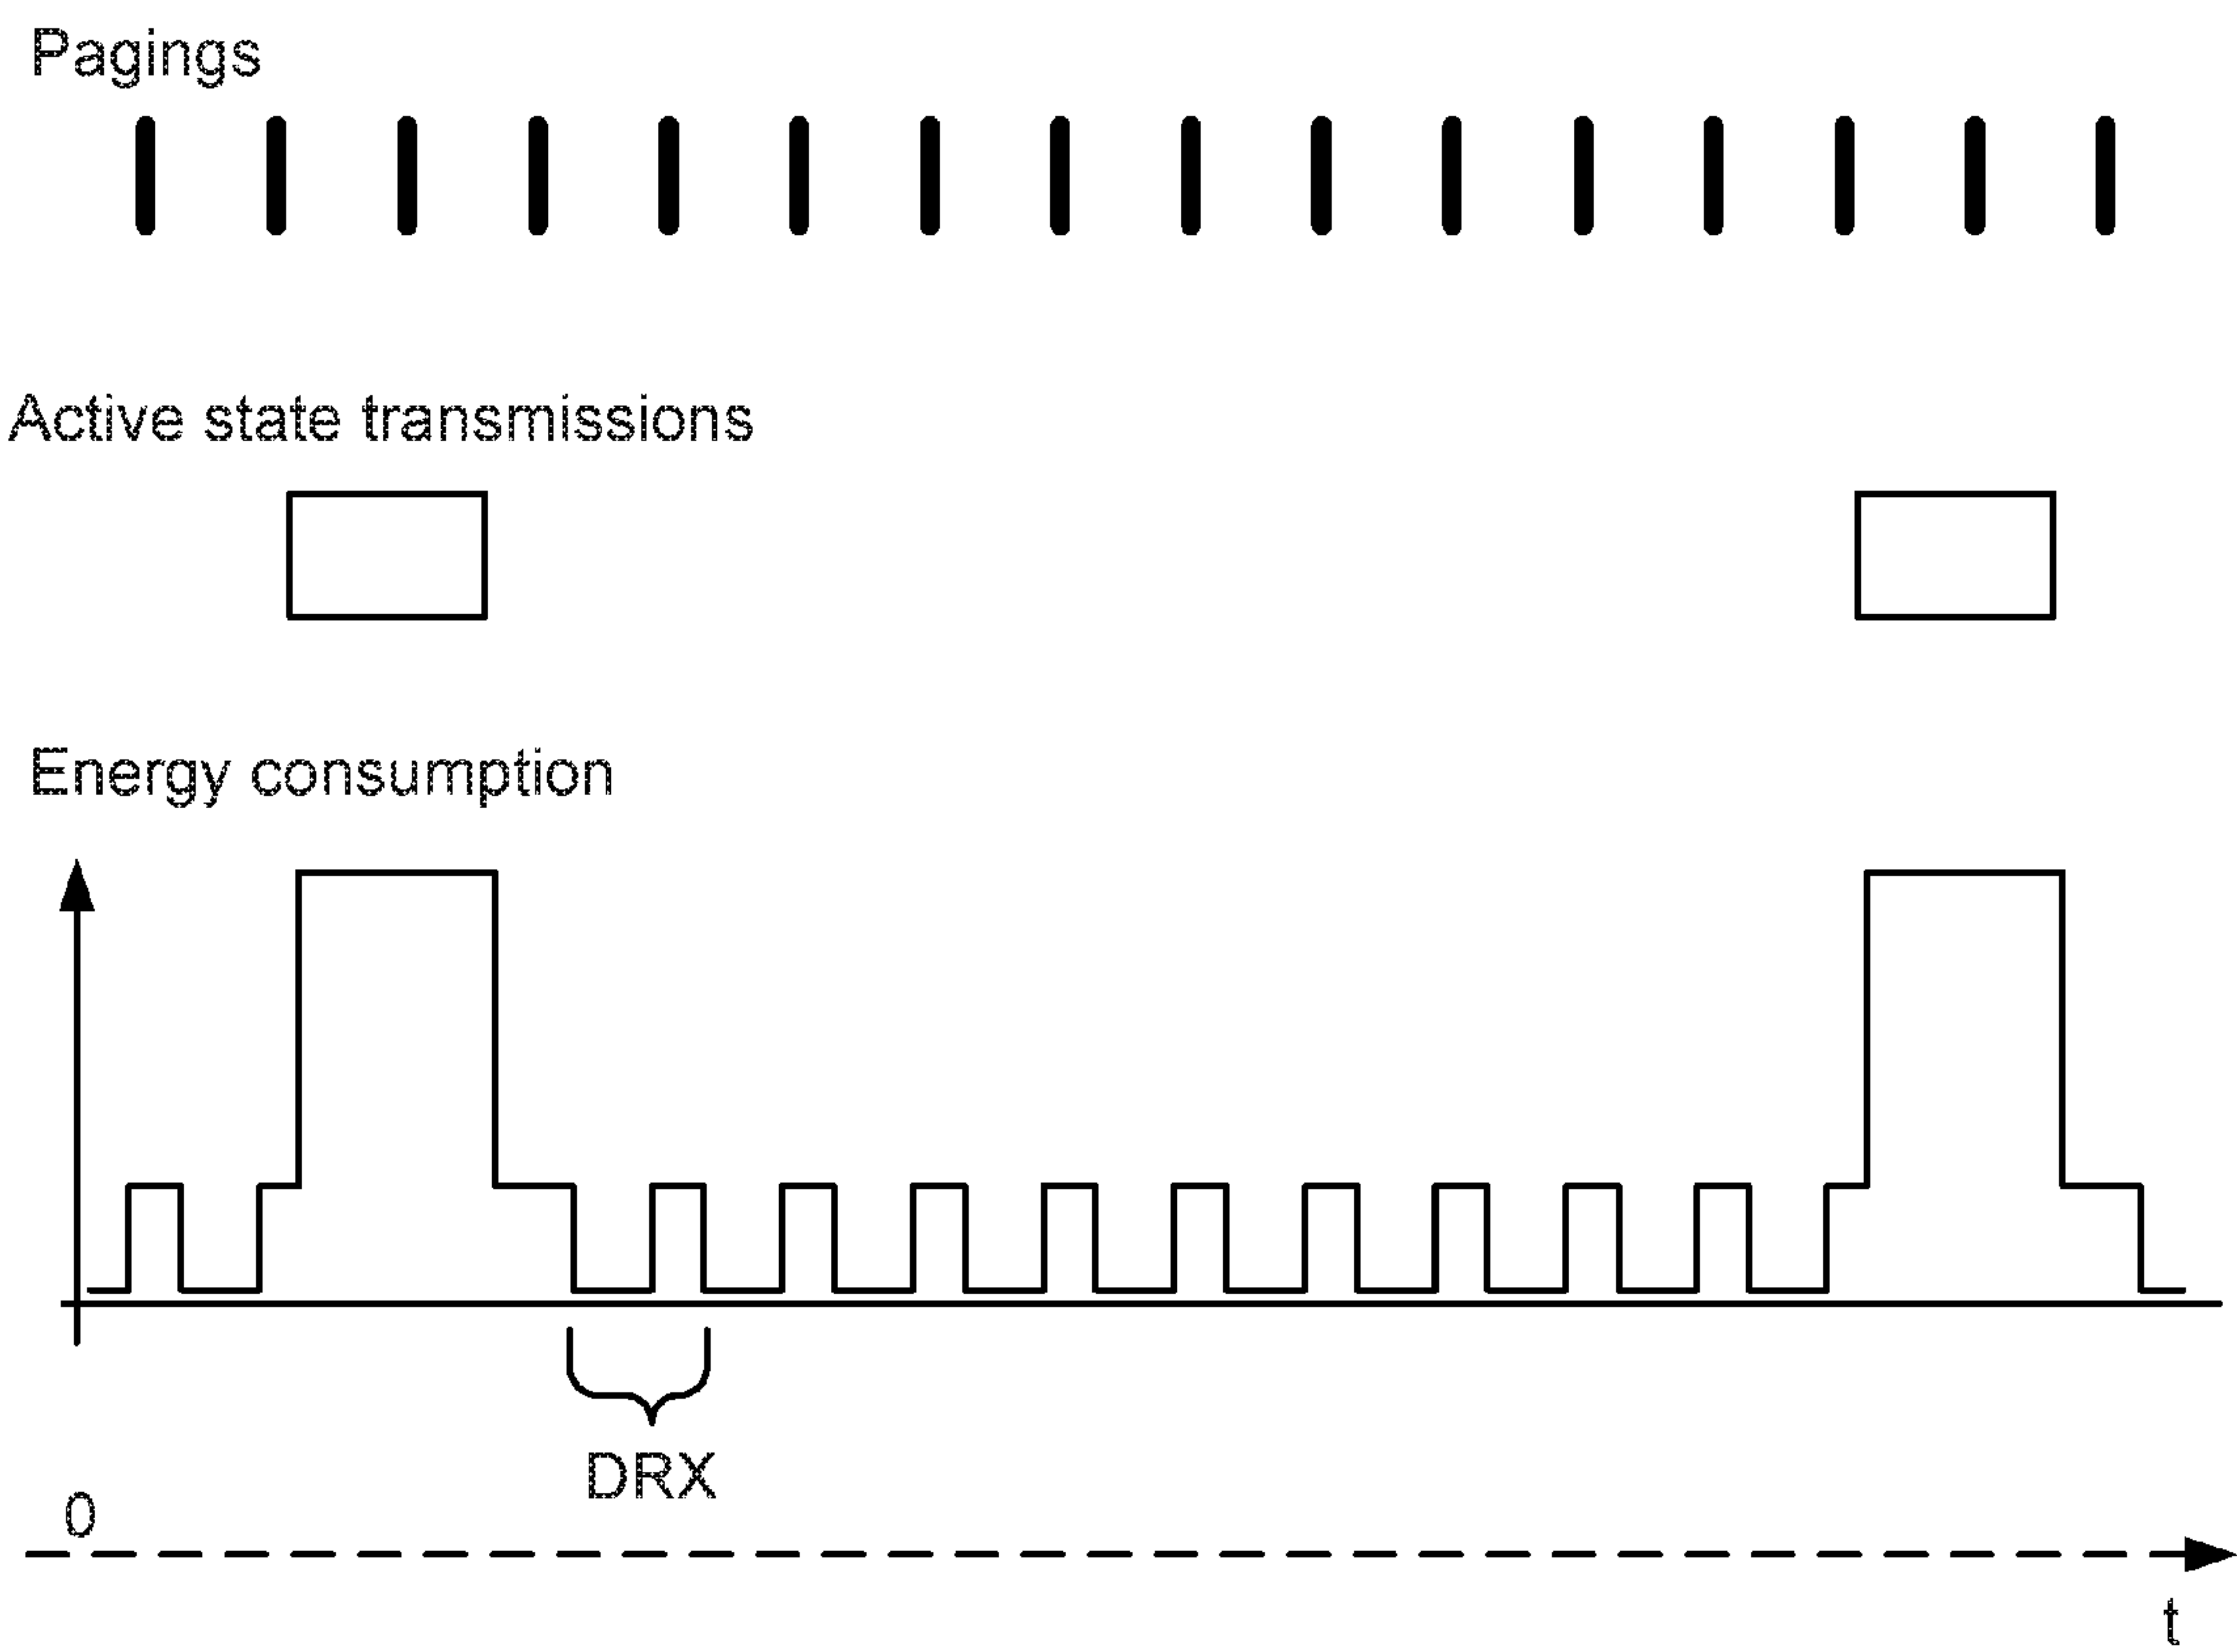 Pagings
Active state transmissions
Energy consumption
DRX
0
t